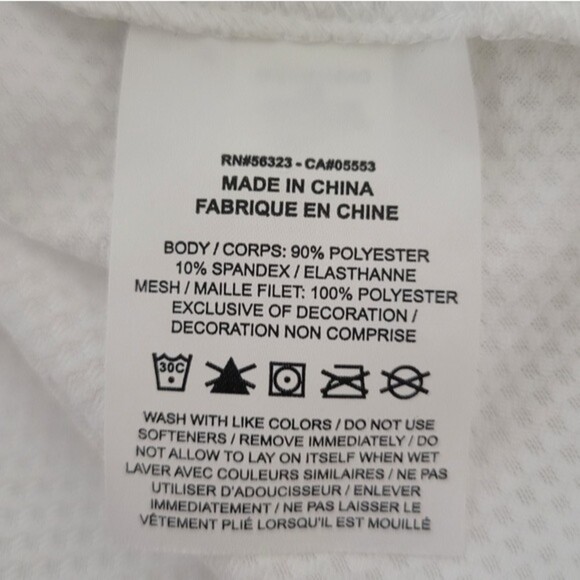 RN#56323 - CA#05553
MADE IN CHINA
FABRIQUE EN CHINE
BODY / CORPS: 90% POLYESTER
10% SPANDEX / ELASTHANNE
MESH / MAILLE FILET: 100% POLYESTER
EXCLUSIVE OF DECORATION /
DECORATION NON COMPRISE
30C
WASH WITH LIKE COLORS / DO NOT USE
SOFTENERS / REMOVE IMMEDIATELY / DO
NOT ALLOW TO LAY ON ITSELF WHEN WET
LAVER AVEC COULEURS SIMILAIRES / NE PAS
UTILISER D'ADOUCISSEUR / ENLEVER
IMMEDIATEMENT / NE PAS LAISSER LE
VÊTEMENT PLIÉ LORSQU'IL EST MOUILLÉ